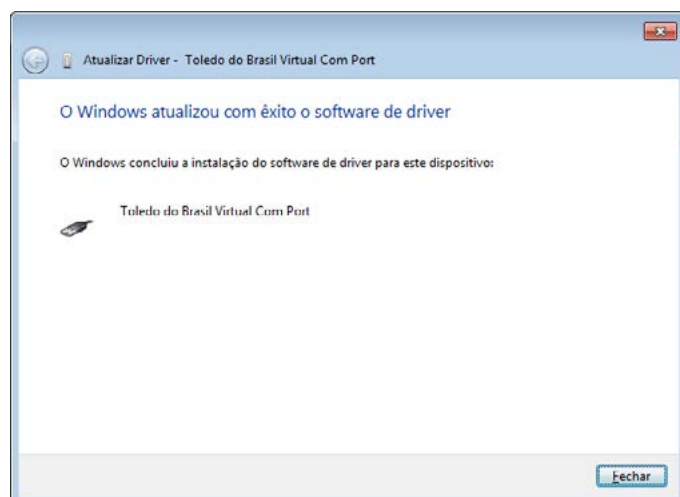 Atualizar Driver - Toledo do Brasil Virtual Com Port
O Windows atualizou com êxito o software de driver
O Windows concluiu a instalação do software de driver para este dispositivo:
Toledo do Brasil Virtual Com Port
Fechar